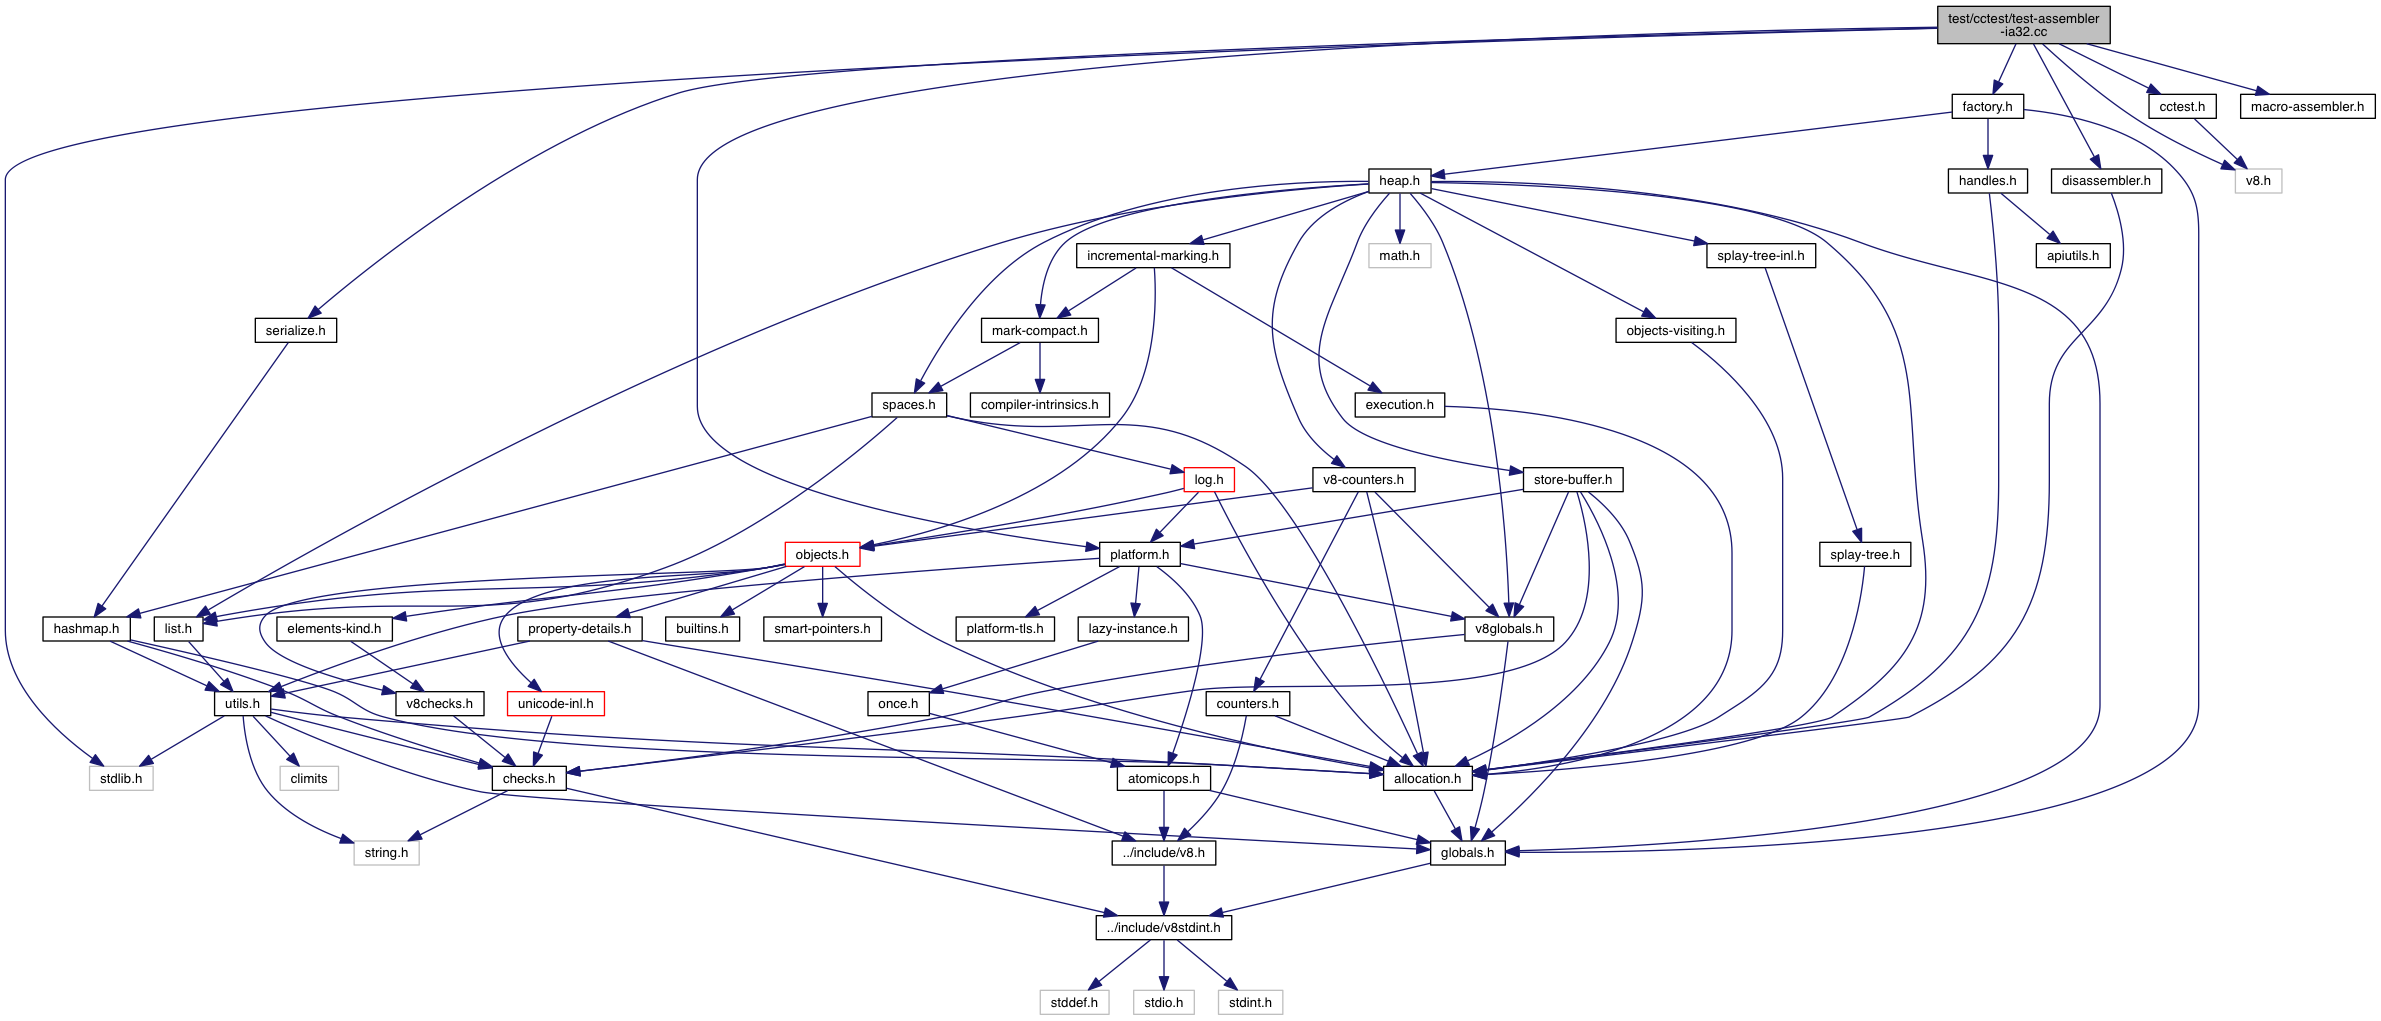 test/cctest/test-assembler
-ia32.cc
factory.h
cctest.h
macro-assembler.h
heap.h
handles.h
disassembler.h
v8.h
incremental-marking.h
math.h
splay-tree-inl.h
apiutils.h
serialize.h
mark-compact.h
objects-visiting.h
spaces.h
compiler-intrinsics.h
execution.h
log.h
v8-counters.h
store-buffer.h
objects.h
platform.h
splay-tree.h
hashmap.h
list.h
elements-kind.h
property-details.h
builtins.h
smart-pointers.h
platform-tls.h
lazy-instance.h
v8globals.h
utils.h
v8checks.h
unicode-inl.h
once.h
counters.h
stdlib.h
climits
checks.h
atomicops.h
allocation.h
string.h
../include/v8.h
globals.h
../include/v8stdint.h
stddef.h
stdio.h
stdint.h